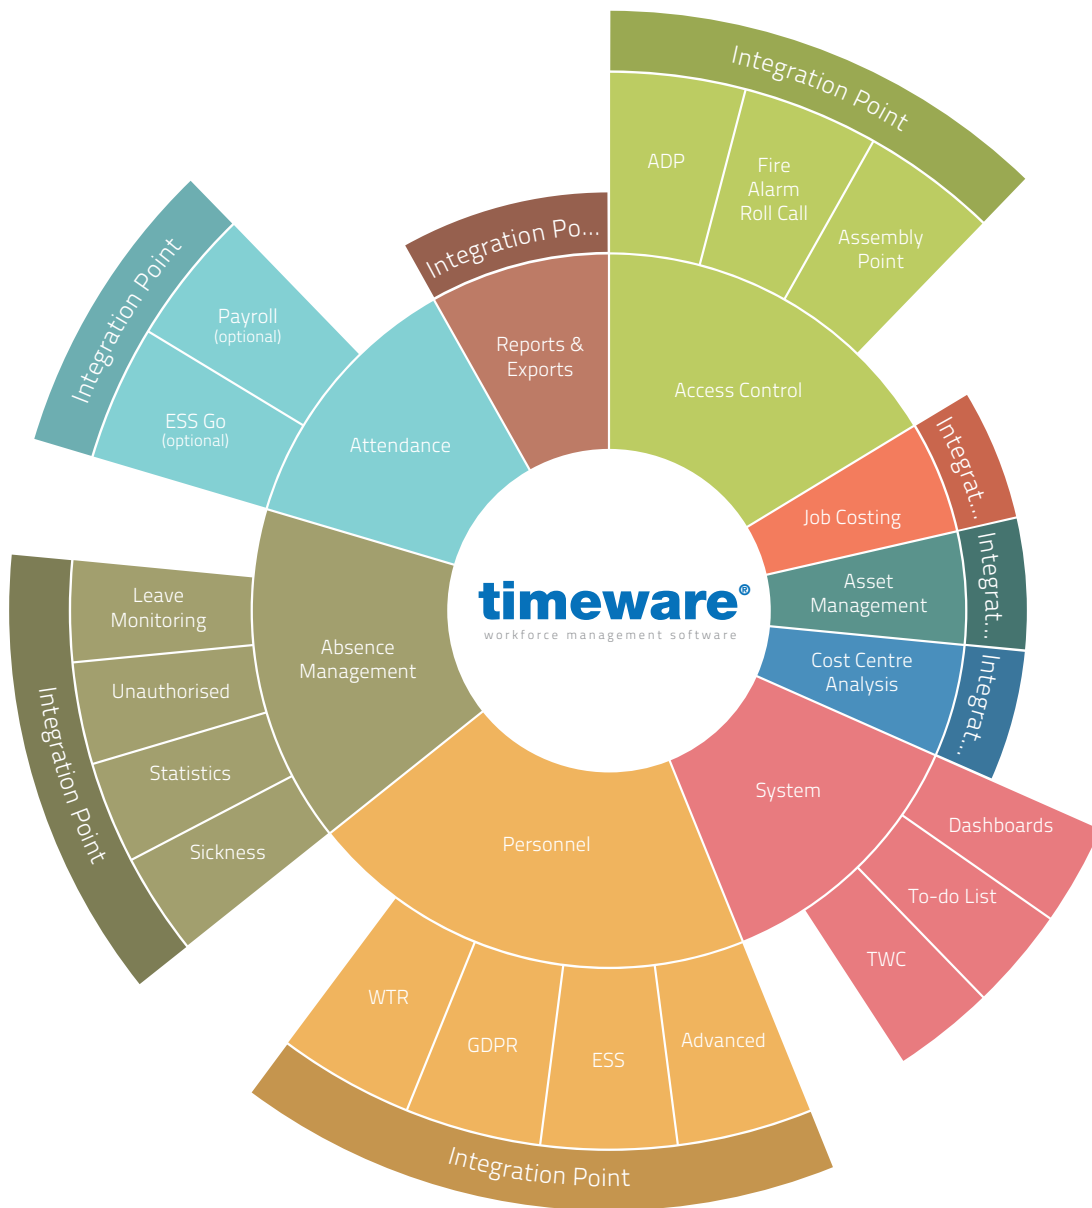 timeware®
workforce management software
Integration Point
ADP
Fire
Alarm
Roll Call
Assembly
Point
Access Control
Integrat...
Job Costing
Integrat...
Asset
Management
Integrat...
Cost Centre
Analysis
System
Dashboards
To-do List
TWC
Personnel
Advanced
ESS
GDPR
WTR
Integration Point
Absence
Management
Sickness
Statistics
Unauthorised
Leave
Monitoring
Integration Point
Attendance
ESS Go
(optional)
Payroll
(optional)
Integration Point
Reports &
Exports
Integration Po...